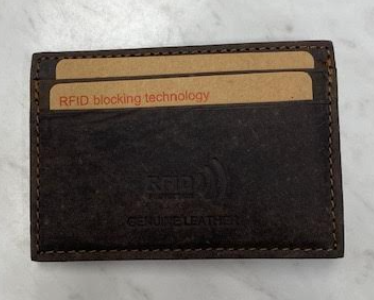 RFID blocking technology
RFID
GENUINE LEATHER